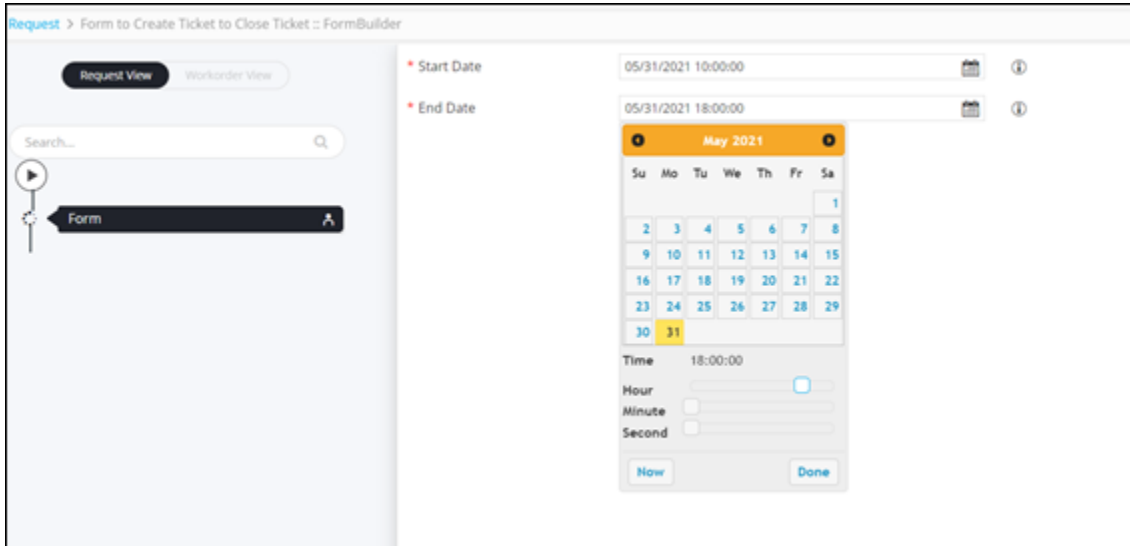 Request > Form to Create Ticket to Close Ticket :: FormBuilder
Request View Workorder View
Search...
Form
* Start Date 05/31/2021 10:00:00
* End Date 05/31/2021 18:00:00
May 2021
Su Mo Tu We Th Fr Sa
1
2 3 4 5 6 7 8
9 10 11 12 13 14 15
16 17 18 19 20 21 22
23 24 25 26 27 28 29
30 31
Time 18:00:00
Hour
Minute
Second
Now Done